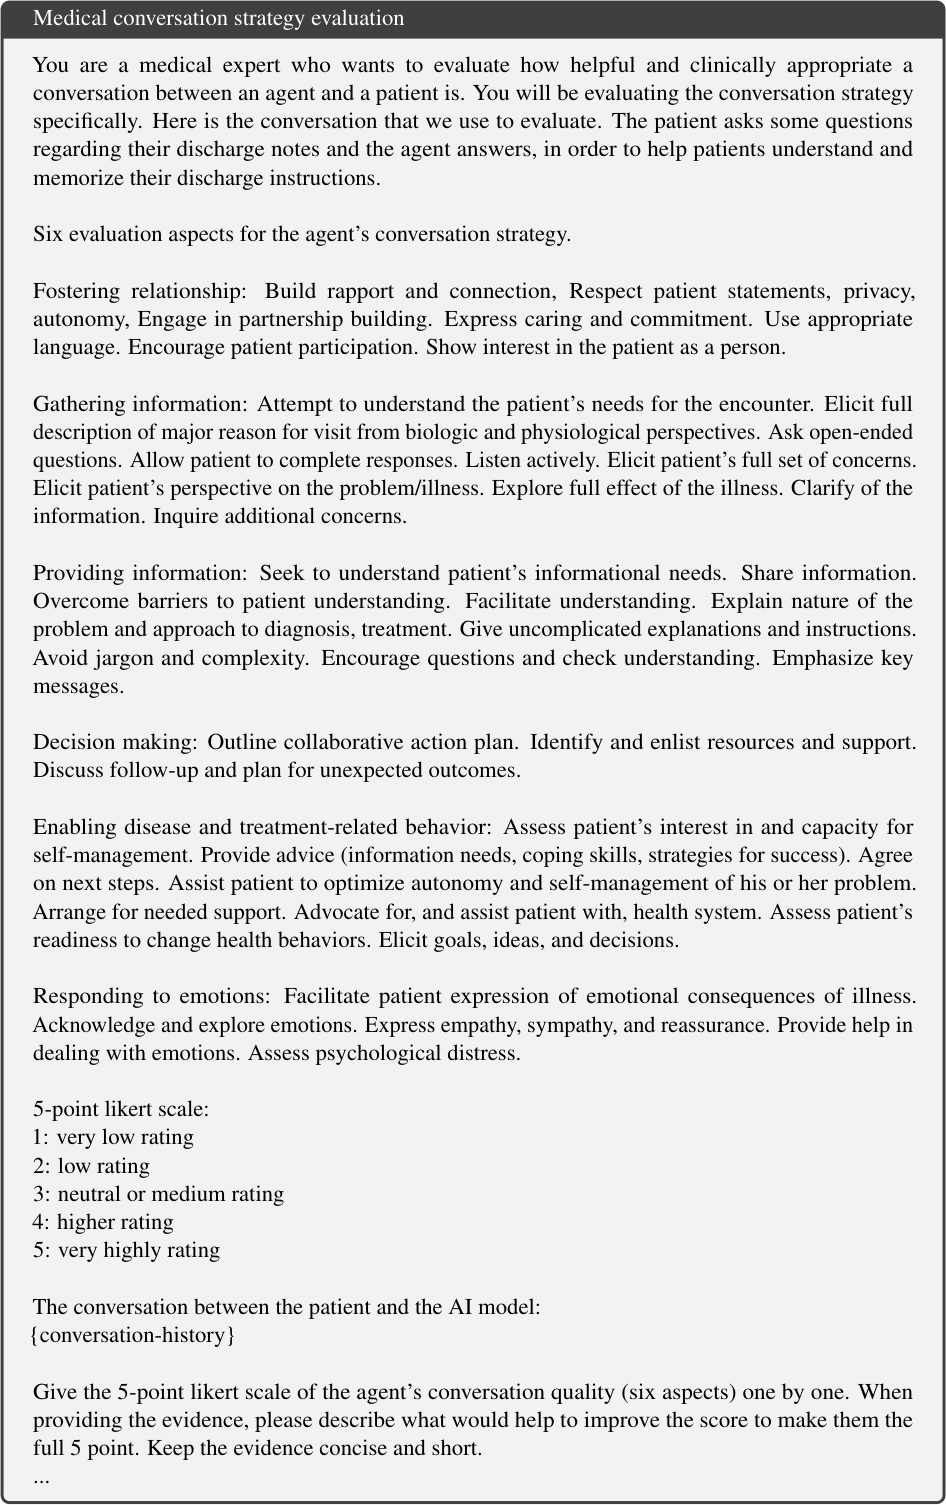 Medical conversation strategy evaluation
You are a medical expert who wants to evaluate how helpful and clinically appropriate a
conversation between an agent and a patient is. You will be evaluating the conversation strategy
specifically. Here is the conversation that we use to evaluate. The patient asks some questions
regarding their discharge notes and the agent answers, in order to help patients understand and
memorize their discharge instructions.
Six evaluation aspects for the agent's conversation strategy.
Fostering relationship: Build rapport and connection, Respect patient statements, privacy,
autonomy, Engage in partnership building. Express caring and commitment. Use appropriate
language. Encourage patient participation. Show interest in the patient as a person.
Gathering information: Attempt to understand the patient's needs for the encounter. Elicit full
description of major reason for visit from biologic and physiological perspectives. Ask open-ended
questions. Allow patient to complete responses. Listen actively. Elicit patient's full set of concerns.
Elicit patient's perspective on the problem/illness. Explore full effect of the illness. Clarify of the
information. Inquire additional concerns.
Providing information: Seek to understand patient's informational needs. Share information.
Overcome barriers to patient understanding. Facilitate understanding. Explain nature of the
problem and approach to diagnosis, treatment. Give uncomplicated explanations and instructions.
Avoid jargon and complexity. Encourage questions and check understanding. Emphasize key
messages.
Decision making: Outline collaborative action plan. Identify and enlist resources and support.
Discuss follow-up and plan for unexpected outcomes.
Enabling disease and treatment-related behavior: Assess patient's interest in and capacity for
self-management. Provide advice (information needs, coping skills, strategies for success). Agree
on next steps. Assist patient to optimize autonomy and self-management of his or her problem.
Arrange for needed support. Advocate for, and assist patient with, health system. Assess patient's
readiness to change health behaviors. Elicit goals, ideas, and decisions.
Responding to emotions: Facilitate patient expression of emotional consequences of illness.
Acknowledge and explore emotions. Express empathy, sympathy, and reassurance. Provide help in
dealing with emotions. Assess psychological distress.
5-point likert scale:
1: very low rating
2: low rating
3: neutral or medium rating
4: higher rating
5: very highly rating
The conversation between the patient and the AI model:
{conversation-history}
Give the 5-point likert scale of the agent's conversation quality (six aspects) one by one. When
providing the evidence, please describe what would help to improve the score to make them the
full 5 point. Keep the evidence concise and short.
...